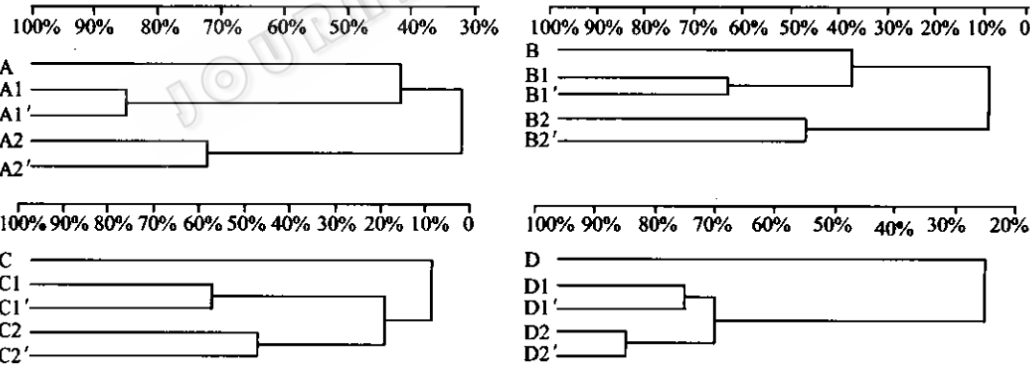 100% 90% 80% 70% 60% 50% 40% 30%
A
A1
A1′
A2
A2′
100% 90% 80% 70% 60% 50% 40% 30% 20% 10% 0
B
B1
B1′
B2
B2′
100% 90% 80% 70% 60% 50% 40% 30% 20% 10% 0
C
C1
C1′
C2
C2′
100% 90% 80% 70% 60% 50% 40% 30% 20%
D
D1
D1′
D2
D2′